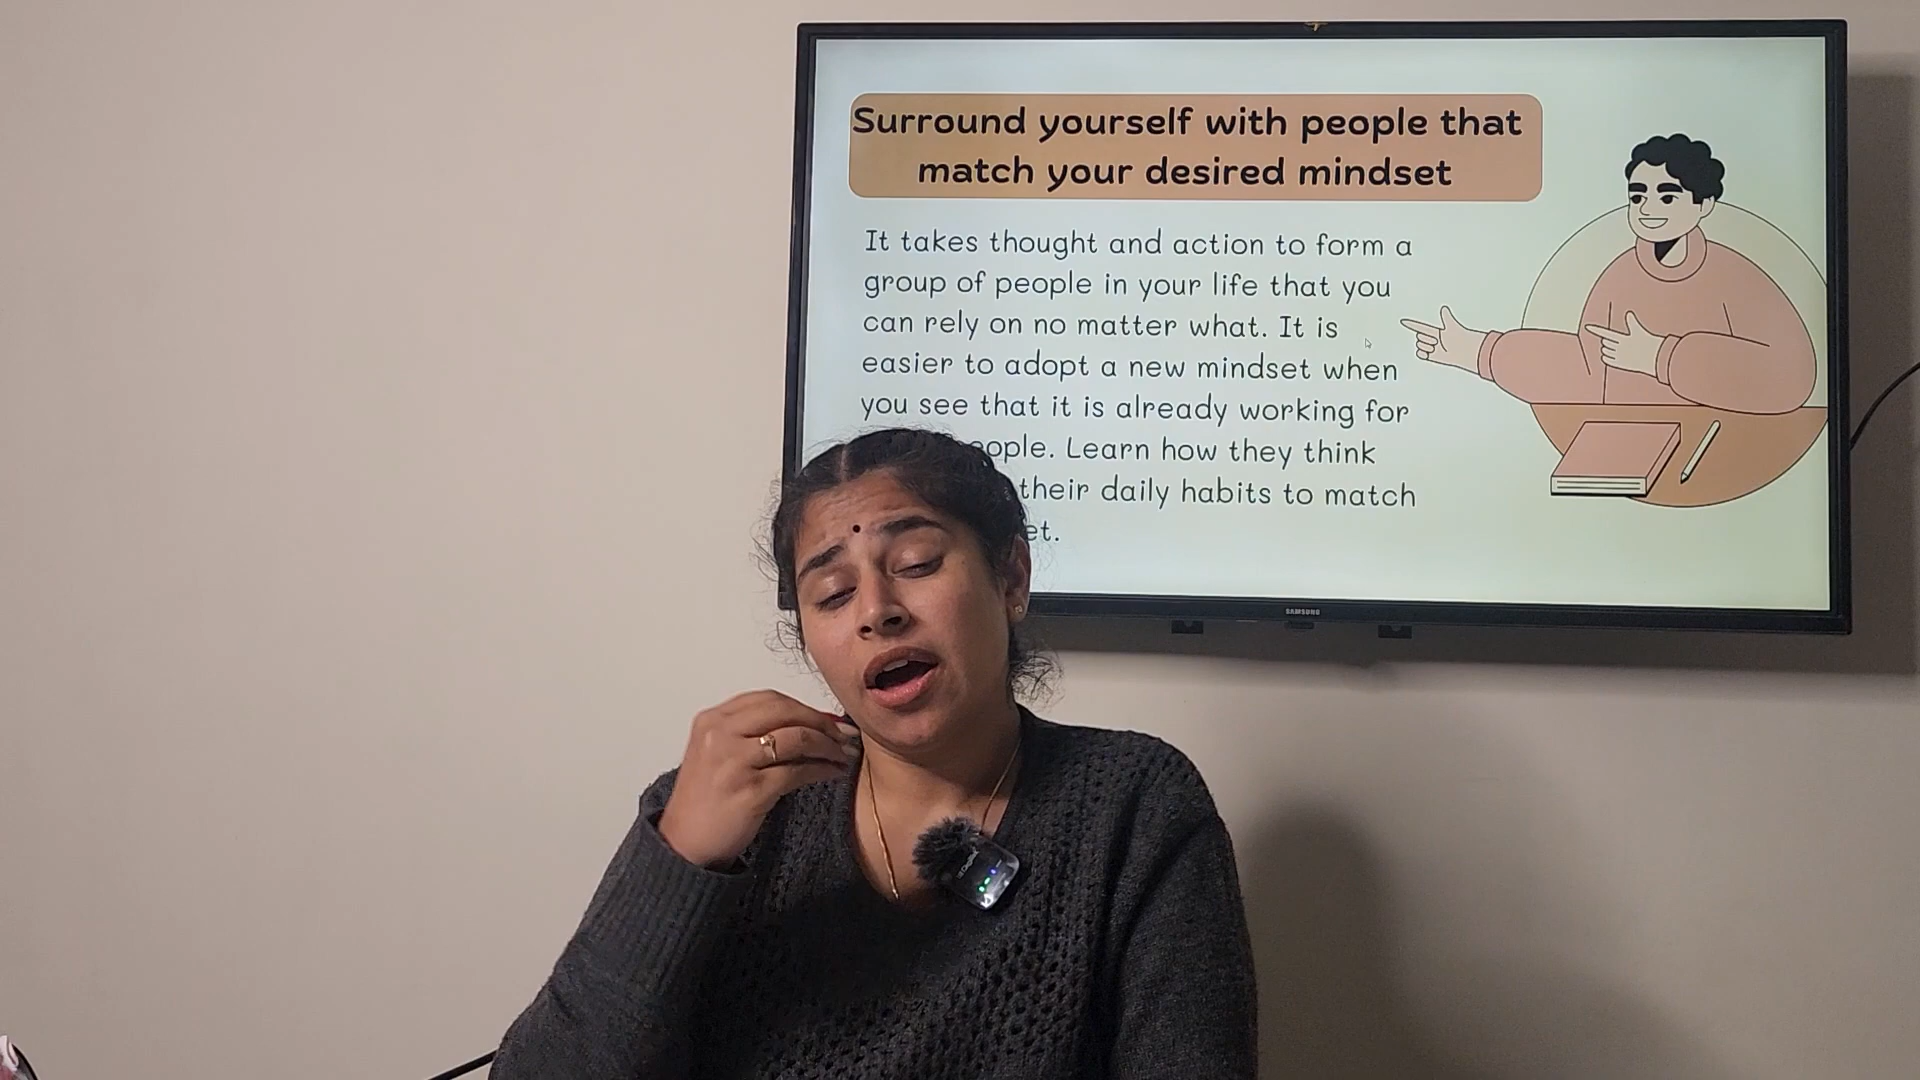 Surround yourself with people that
match your desired mindset
It takes thought and action to form a
group of people in your life that you
can rely on no matter what. It is
easier to adopt a new mindset when
you see that it is already working for
ople. Learn how they think
their daily habits to match
et.
SAMSUNG